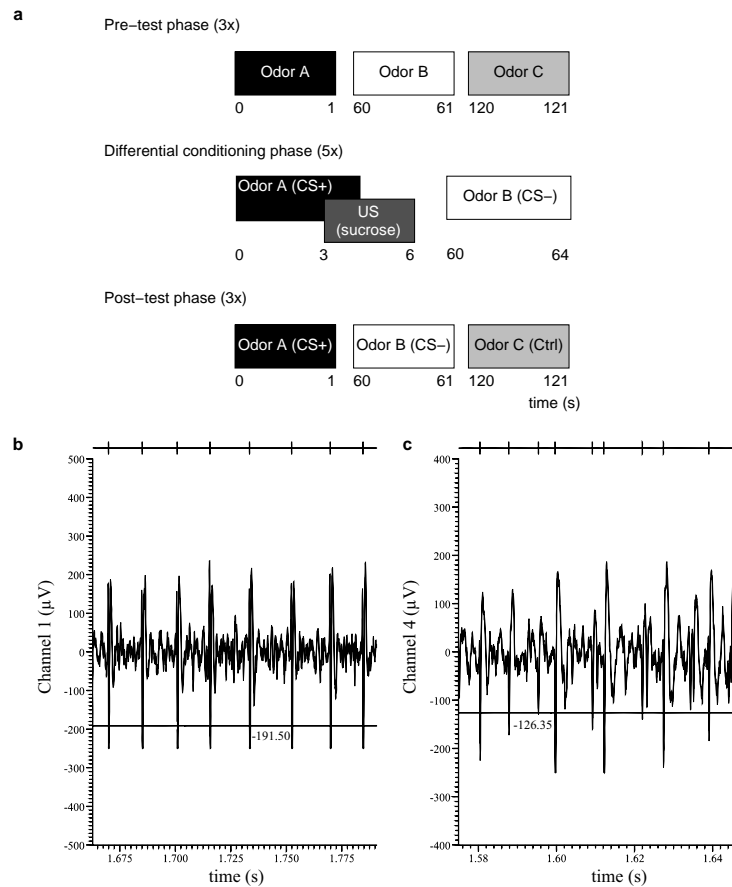 a
Pre−test phase (3x)
Odor A Odor B Odor C
0 1 60 61 120 121
Differential conditioning phase (5x)
Odor A (CS+)
US
(sucrose)
Odor B (CS−)
0 3 6 60 64
Post−test phase (3x)
Odor A (CS+) Odor B (CS−) Odor C (Ctrl)
0 1 60 61 120 121
time (s)
b
500
400
300
200
100
0
-100
-200
-300
-400
-500
Channel 1 (µV)
-191.50
1.675 1.700 1.725 1.750 1.775
time (s)
c
400
300
200
100
0
-100
-200
-300
-400
Channel 4 (µV)
-126.35
1.58 1.60 1.62 1.64
time (s)